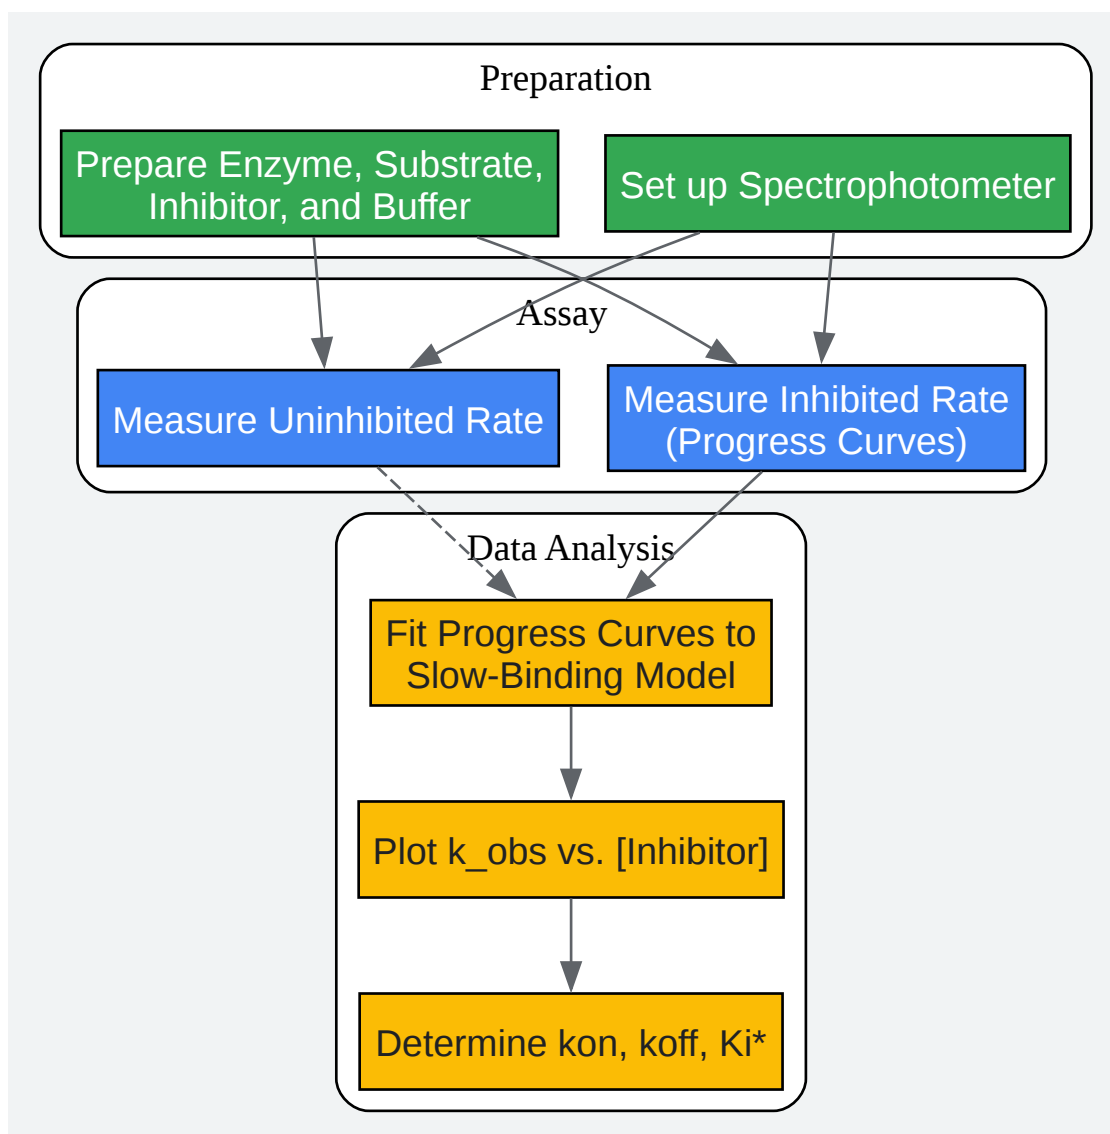 Preparation
Prepare Enzyme, Substrate,
Inhibitor, and Buffer
Set up Spectrophotometer
Assay
Measure Uninhibited Rate
Measure Inhibited Rate
(Progress Curves)
Data Analysis
Fit Progress Curves to
Slow-Binding Model
Plot k_obs vs. [Inhibitor]
Determine kon, koff, Ki*